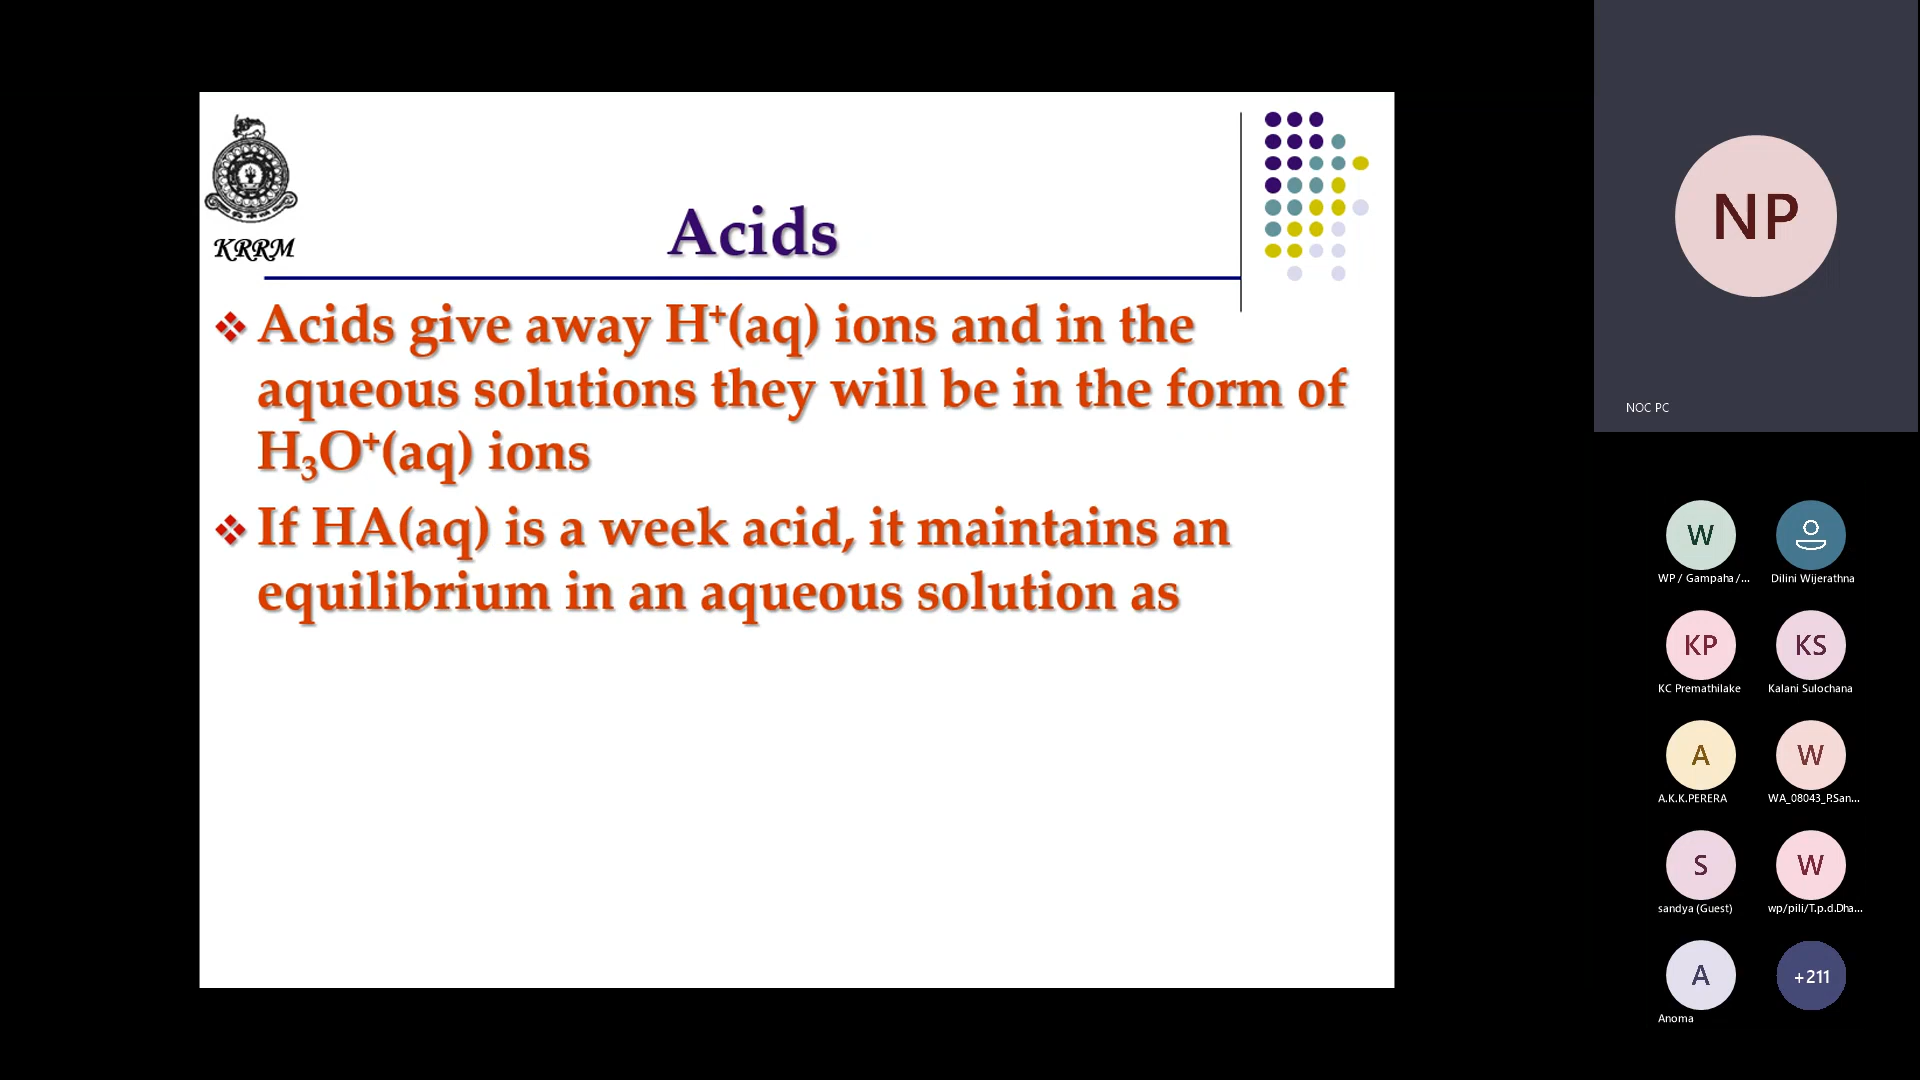 KRRM
Acids
❖ Acids give away H⁺(aq) ions and in the
aqueous solutions they will be in the form of
H₃O⁺(aq) ions
❖ If HA(aq) is a week acid, it maintains an
equilibrium in an aqueous solution as
NP
NOC PC
W
WP / Gampaha /...
Dilini Wijerathna
KP
KC Premathilake
KS
Kalani Sulochana
A
A.K.K.PERERA
W
WA_08043_P.San...
S
sandya (Guest)
W
wp/pili/T.p.d.Dha...
A
Anoma
+211